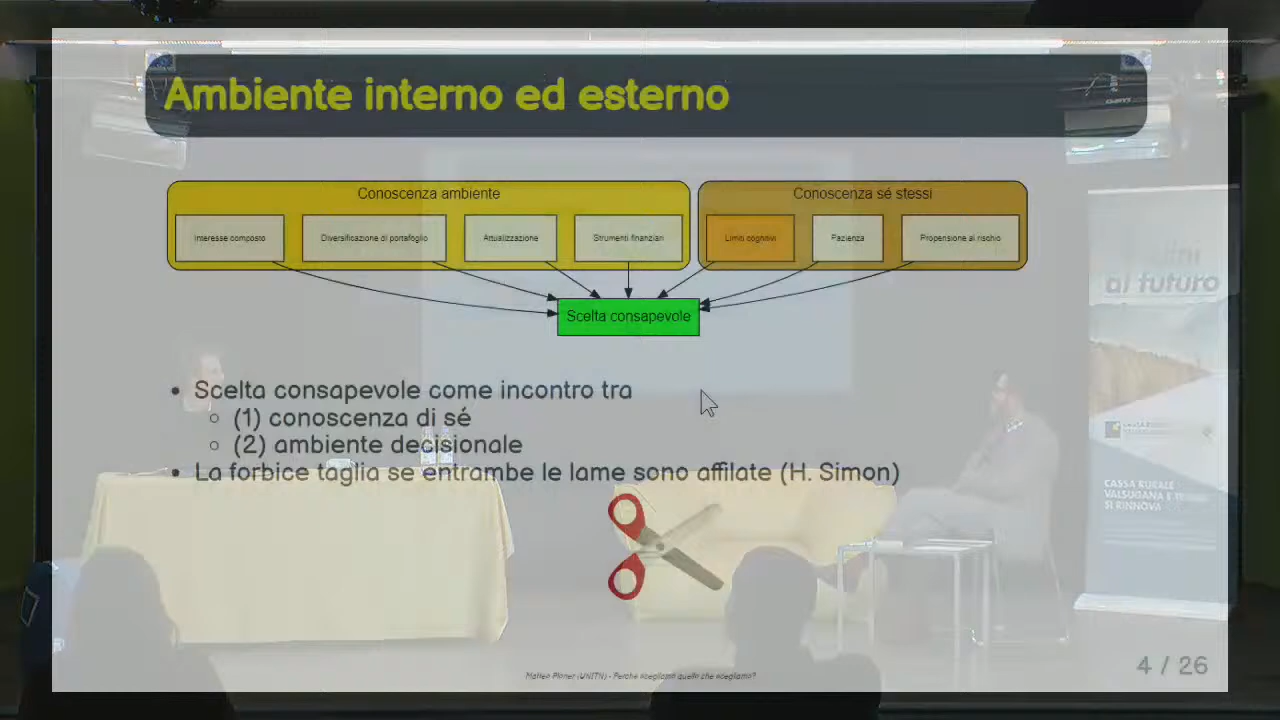 Ambiente interno ed esterno
Conoscenza ambiente
Conoscenza sé stessi
Interesse composto
Diversificazione di portafoglio
Attualizzazione
Strumenti finanziari
Limiti cognitivi
Pazienza
Propensione al rischio
Scelta consapevole
al futuro
• Scelta consapevole come incontro tra
○ (1) conoscenza di sé
○ (2) ambiente decisionale
• La forbice taglia se entrambe le lame sono affilate (H. Simon)
CASSA RURALE
VALSUGANA E
SI RINNOVA
4 / 26
Matteo Ploner (UNITN) - Perché scegliamo quello che scegliamo?